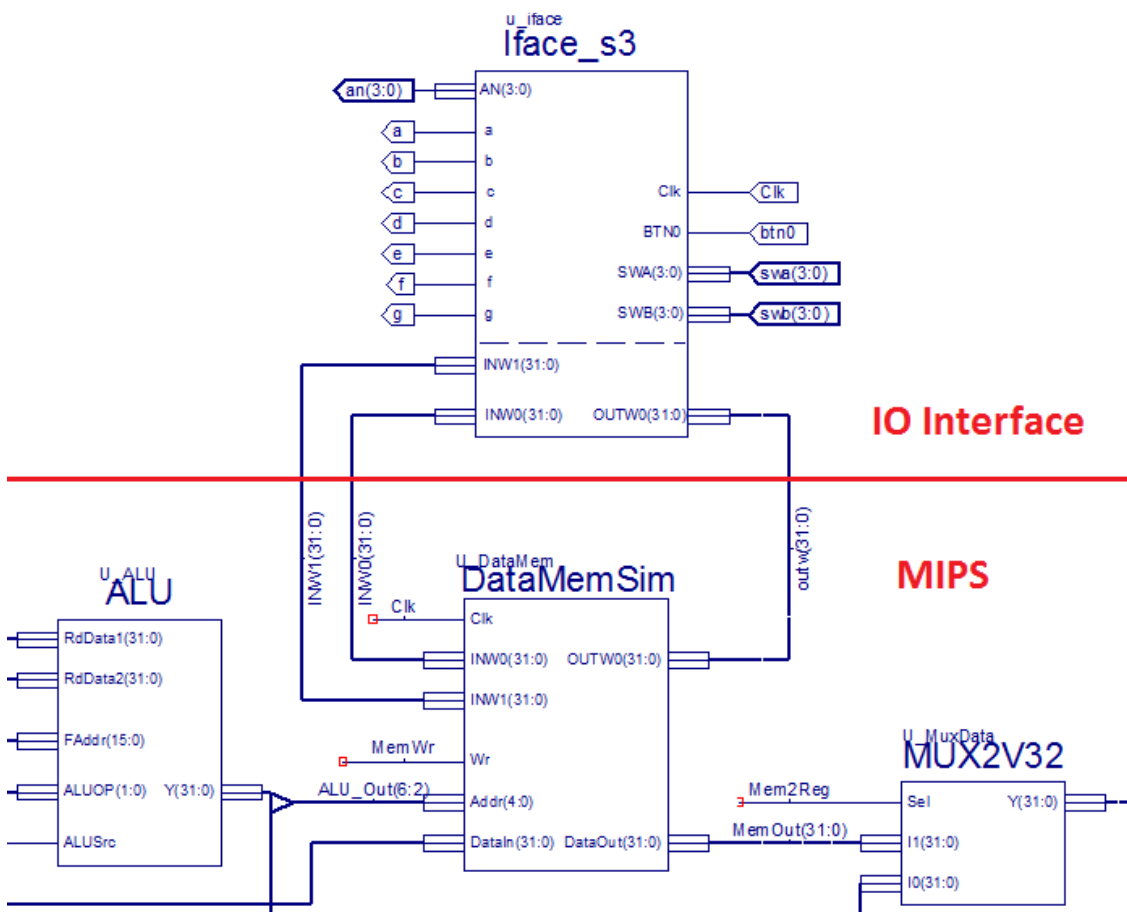 u_iface
Iface_s3
an(3:0)
AN(3:0)
a
a
b
b
c
c
Clk
Clk
d
d
BTN0
btn0
e
e
SWA(3:0)
swa(3:0)
f
f
g
g
SWB(3:0)
swb(3:0)
INW1(31:0)
INW0(31:0)
OUTW0(31:0)
IO Interface
INW1(31:0)
INW0(31:0)
outw(31:0)
MIPS
U_ALU
ALU
RdData1(31:0)
RdData2(31:0)
FAddr(15:0)
ALUOP(1:0)
Y(31:0)
ALUSrc
U_DataMem
DataMemSim
Clk
Clk
INW0(31:0)
OUTW0(31:0)
INW1(31:0)
MemWr
Wr
ALU_Out(6:2)
Addr(4:0)
DataIn(31:0)
DataOut(31:0)
MemOut(31:0)
U_MuxData
MUX2V32
Mem2Reg
Sel
Y(31:0)
I1(31:0)
I0(31:0)